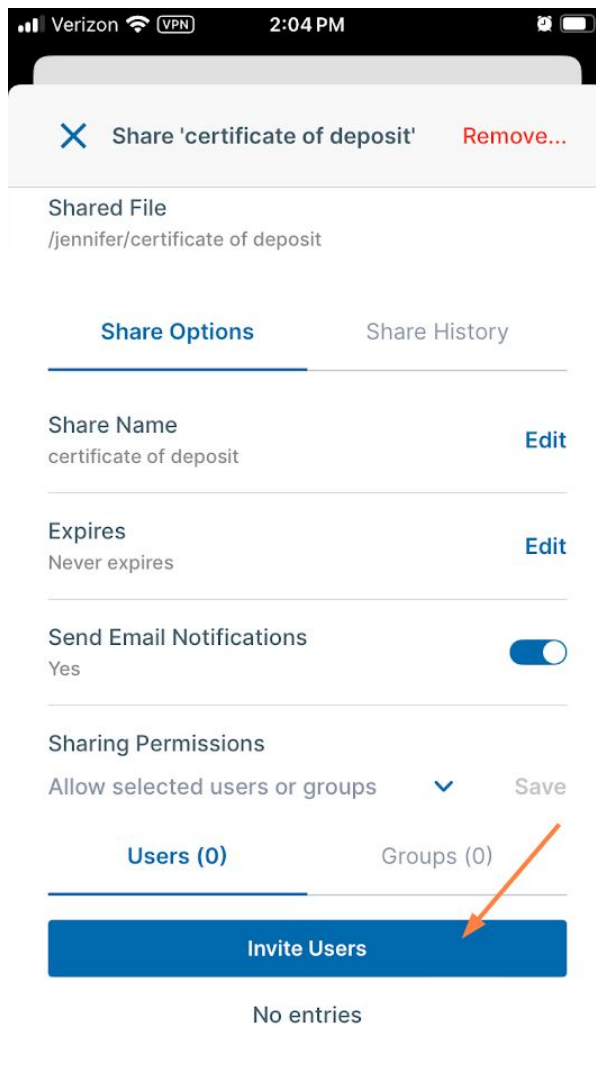 Verizon VPN 2:04 PM
Share 'certificate of deposit' Remove...
Shared File
/jennifer/certificate of deposit
Share Options Share History
Share Name
certificate of deposit
Edit
Expires
Never expires
Edit
Send Email Notifications
Yes
Sharing Permissions
Allow selected users or groups Save
Users (0) Groups (0)
Invite Users
No entries